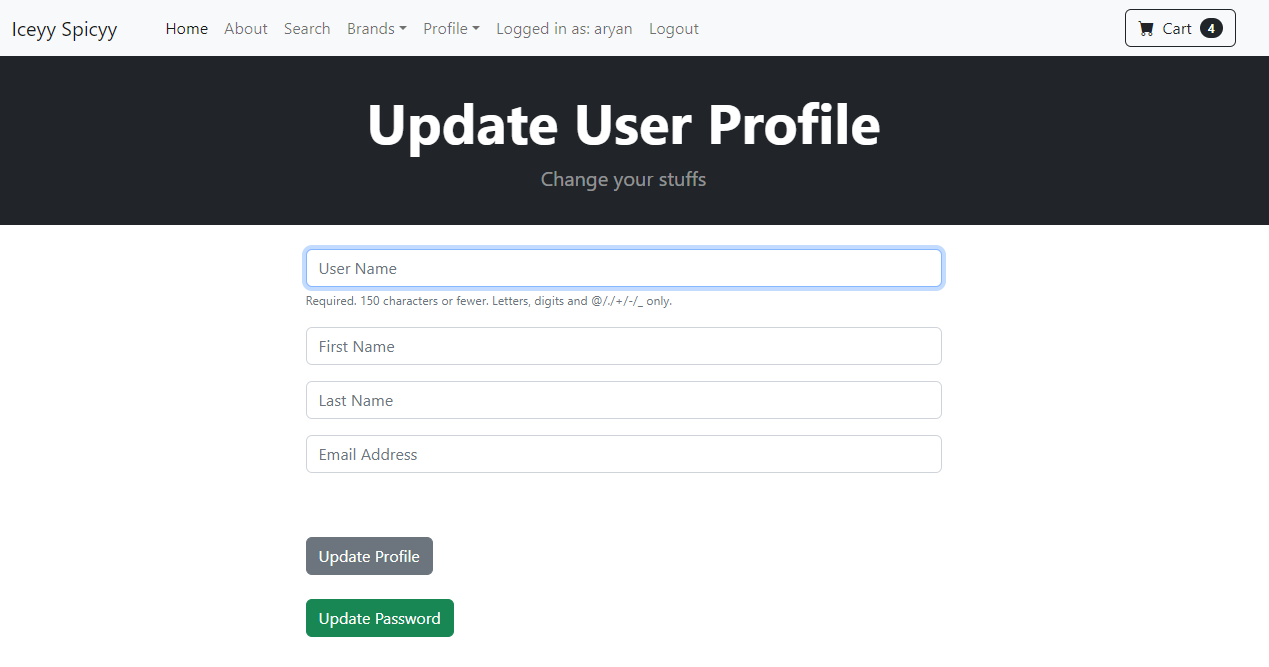 Iceyy Spicyy Home About Search Brands Profile Logged in as: aryan Logout Cart 4
Update User Profile
Change your stuffs
User Name
Required. 150 characters or fewer. Letters, digits and @/./+/-/_ only.
First Name
Last Name
Email Address
Update Profile
Update Password